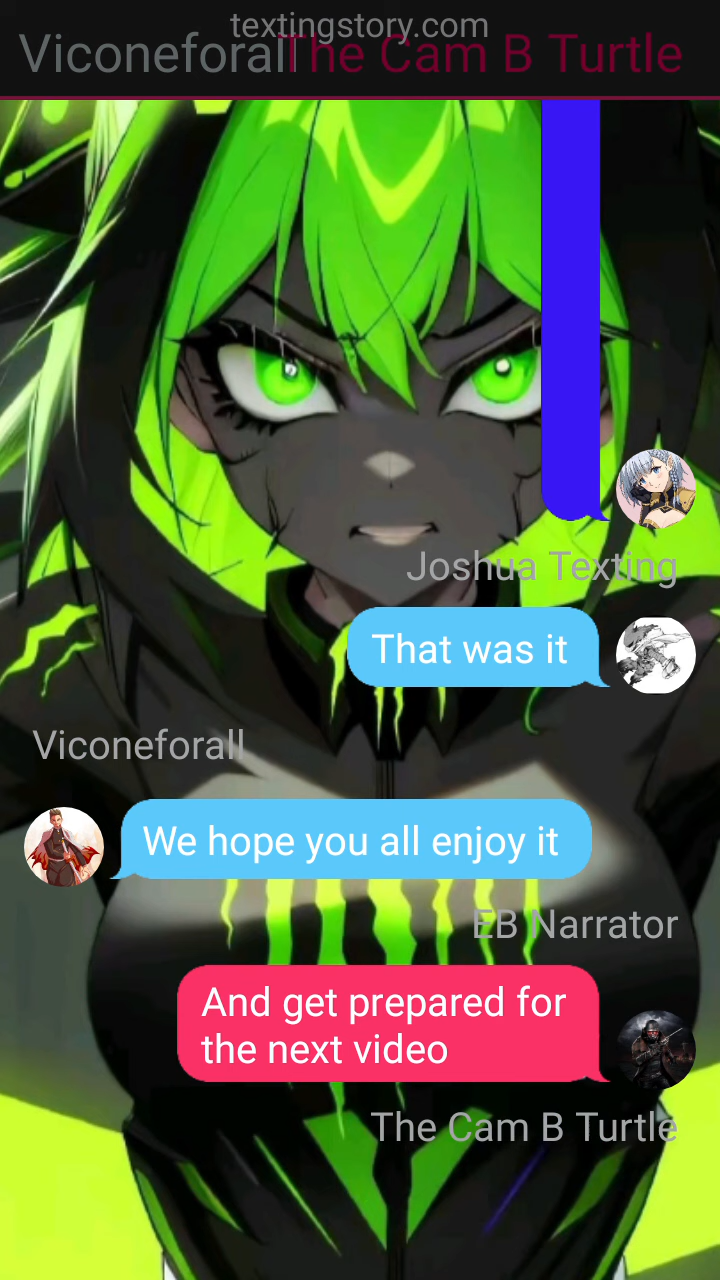 textingstory.com
Viconeforall
The Cam B Turtle
Joshua Texting
That was it
Viconeforall
We hope you all enjoy it
EB Narrator
And get prepared for
the next video
The Cam B Turtle